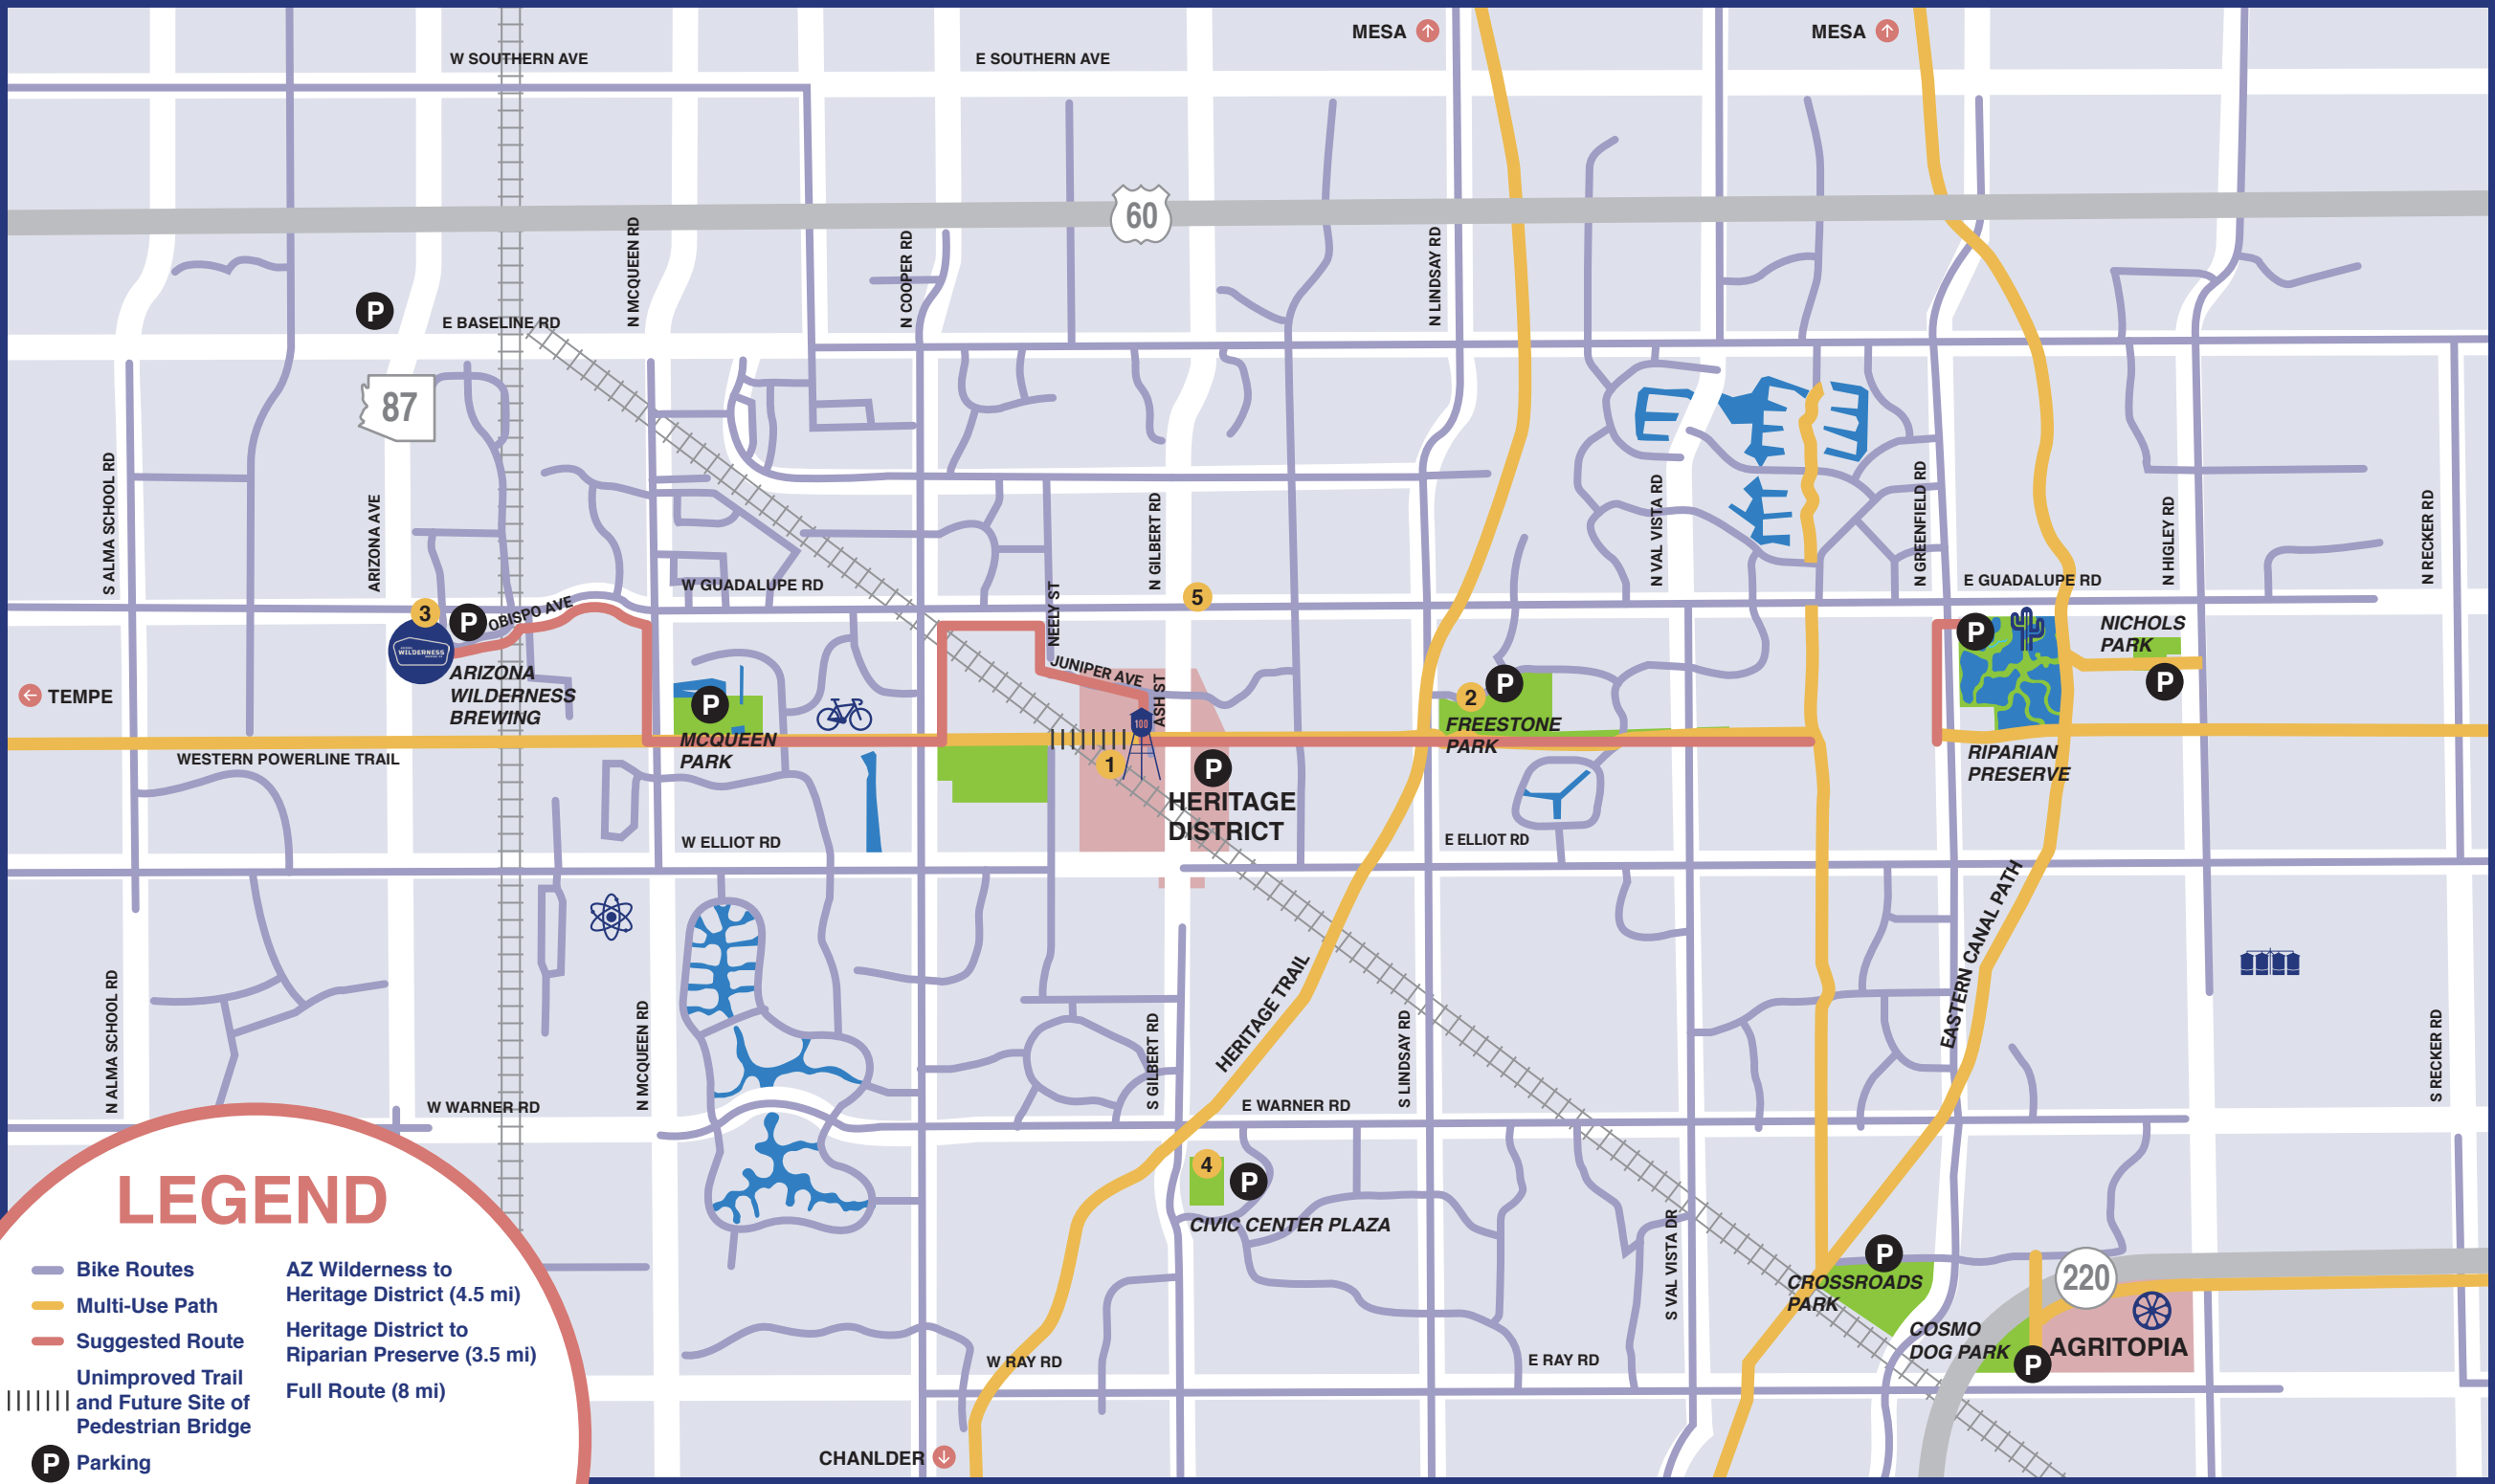 MESA
MESA
W SOUTHERN AVE
E SOUTHERN AVE
60
N MCQUEEN RD
N COOPER RD
N LINDSAY RD
P
E BASELINE RD
87
S ALMA SCHOOL RD
ARIZONA AVE
N GILBERT RD
N VAL VISTA RD
N GREENFIELD RD
N HIGLEY RD
N RECKER RD
W GUADALUPE RD
E GUADALUPE RD
5
3
P
OBISPO AVE
NEELY ST
WILDERNESS
ARIZONA
WILDERNESS
BREWING
JUNIPER AVE
ASH ST
P
NICHOLS
PARK
P
TEMPE
P
MCQUEEN
PARK
100
2
P
FREESTONE
PARK
WESTERN POWERLINE TRAIL
1
P
HERITAGE
DISTRICT
RIPARIAN
PRESERVE
W ELLIOT RD
E ELLIOT RD
N ALMA SCHOOL RD
N MCQUEEN RD
S GILBERT RD
HERITAGE TRAIL
S LINDSAY RD
EASTERN CANAL PATH
S RECKER RD
W WARNER RD
E WARNER RD
4
P
CIVIC CENTER PLAZA
S VAL VISTA DR
P
CROSSROADS
PARK
220
COSMO
DOG PARK
P
AGRITOPIA
W RAY RD
E RAY RD
CHANLDER
LEGEND
Bike Routes
Multi-Use Path
Suggested Route
Unimproved Trail
and Future Site of
Pedestrian Bridge
P
Parking
AZ Wilderness to
Heritage District (4.5 mi)
Heritage District to
Riparian Preserve (3.5 mi)
Full Route (8 mi)